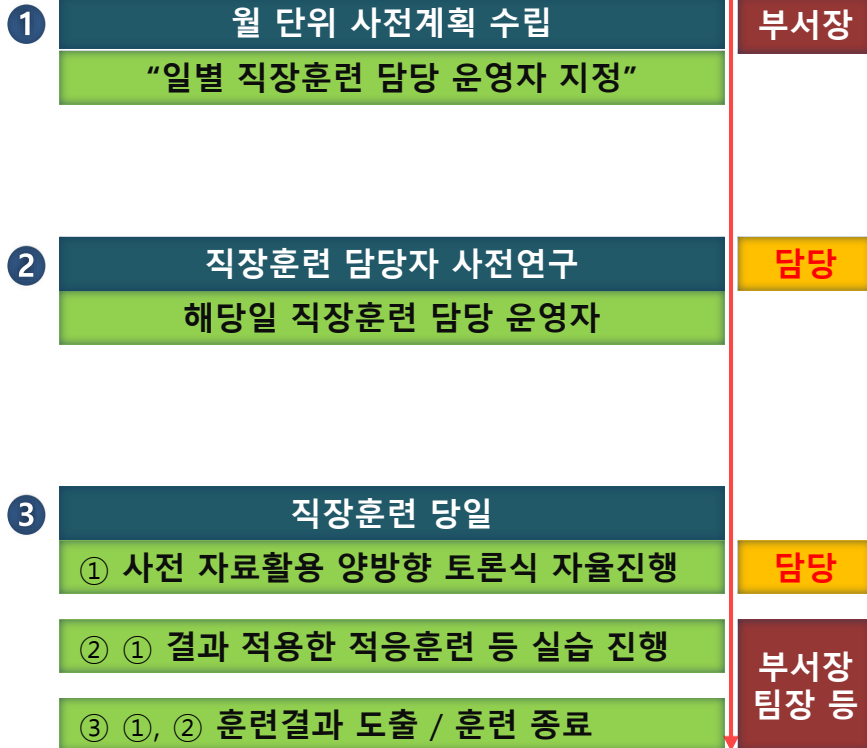 ❶ 월 단위 사전계획 수립 부서장
“일별 직장훈련 담당 운영자 지정”
❷ 직장훈련 담당자 사전연구 담당
해당일 직장훈련 담당 운영자
❸ 직장훈련 당일
① 사전 자료활용 양방향 토론식 자율진행 담당
② ① 결과 적용한 적응훈련 등 실습 진행
부서장
팀장 등
③ ①, ② 훈련결과 도출 / 훈련 종료